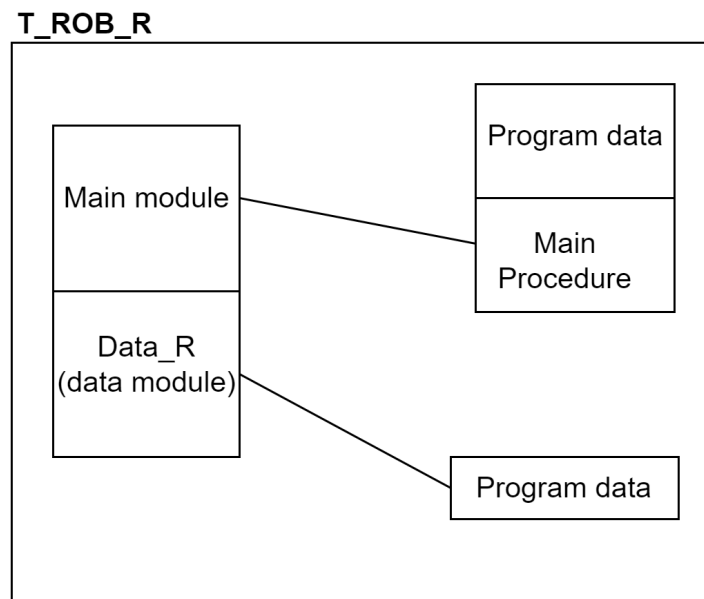 T_ROB_R
Main module
Data_R
(data module)
Program data
Main
Procedure
Program data